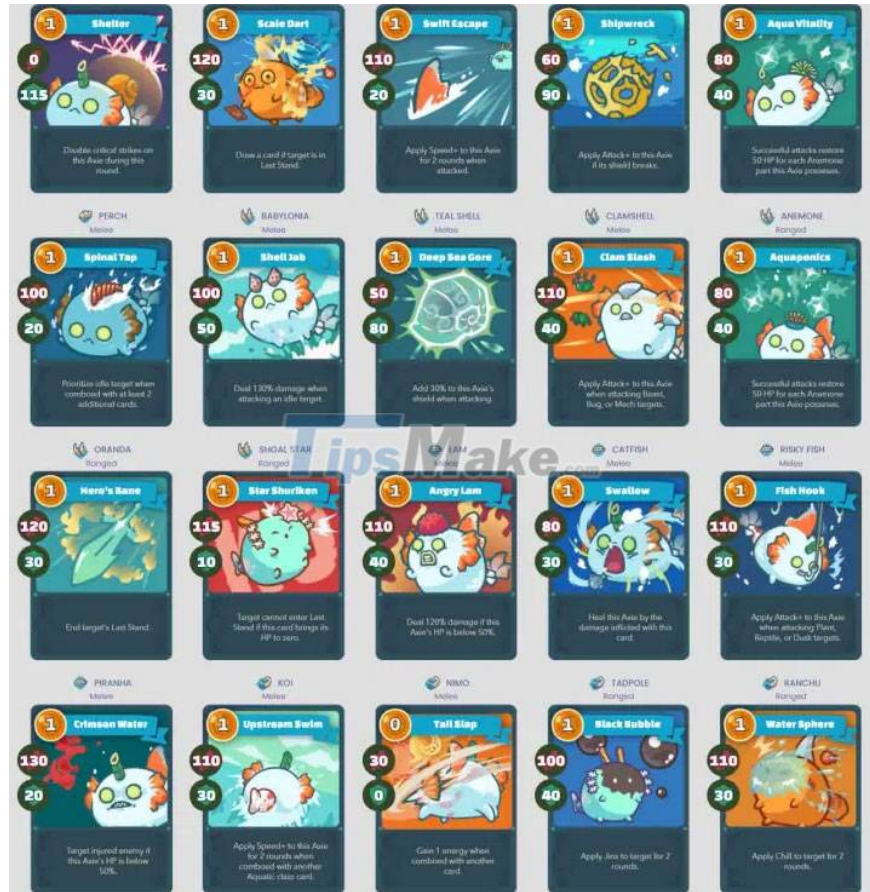 1 Shelter
0
115
Disable critical strikes on
this Axie during this
round.
1 Scale Dart
120
30
Draw a card if target is in
Last Stand.
1 Swift Escape
110
20
Apply Speed+ to this Axie
for 2 rounds when
attacked.
1 Shipwreck
60
90
Apply Attack+ to this Axie
if its shield breaks.
1 Aqua Vitality
80
40
Successful attacks restore
50 HP for each Anemone
part this Axie possesses.
PERCH
Melee
1 Spinal Tap
100
20
Prioritize idle target when
comboed with at least 2
additional cards.
BABYLONIA
Melee
1 Shell Jab
100
50
Deal 130% damage when
attacking an idle target.
TEAL SHELL
Melee
1 Deep Sea Gore
50
80
Add 30% to this Axie's
shield when attacking.
CLAMSHELL
Melee
1 Clam Slash
110
40
Apply Attack+ to this Axie
when attacking Beast,
Bug, or Mech targets.
ANEMONE
Ranged
1 Aquaponics
80
40
Successful attacks restore
50 HP for each Anemone
part this Axie possesses.
ORANDA
Ranged
1 Hero's Bane
120
30
End target's Last Stand.
SHOAL STAR
Ranged
1 Star Shuriken
115
10
Target cannot enter Last
Stand if this card brings its
HP to zero.
LAM
Melee
1 Angry Lam
110
40
Deal 120% damage if this
Axie's HP is below 50%.
CATFISH
Melee
1 Swallow
80
30
Heal this Axie by the
damage inflicted with this
card.
RISKY FISH
Melee
1 Fish Hook
110
30
Apply Attack+ to this Axie
when attacking Plant,
Reptile, or Dusk targets.
TipsMake.com
PIRANHA
Melee
1 Crimson Water
130
20
Target injured enemy if
this Axie's HP is below
50%.
KOI
Melee
1 Upstream Swim
110
30
Apply Speed+ to this Axie
for 2 rounds when
comboed with another
Aquatic class card.
NIMO
Melee
0 Tail Slap
30
0
Gain 1 energy when
comboed with another
card.
TADPOLE
Ranged
1 Black Bubble
100
40
Apply Jinx to target for 2
rounds.
RANCHU
Ranged
1 Water Sphere
110
30
Apply Chill to target for 2
rounds.